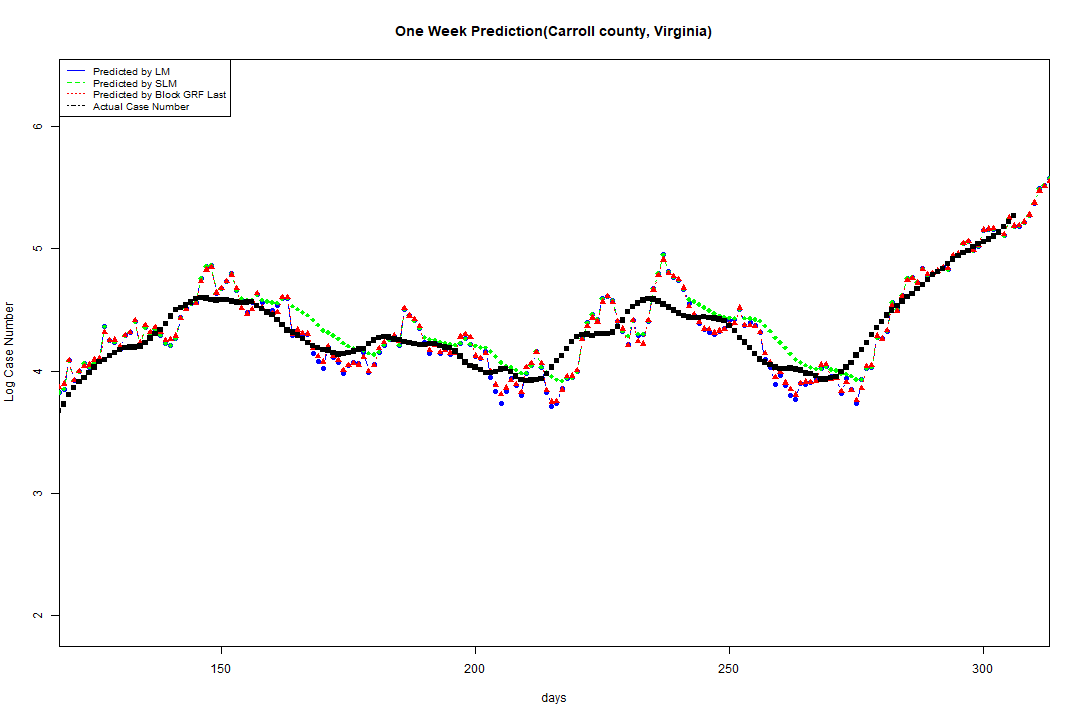 One Week Prediction(Carroll county, Virginia)
Predicted by LM
Predicted by SLM
Predicted by Block GRF Last
Actual Case Number
Log Case Number
6
5
4
3
2
150 200 250 300
days